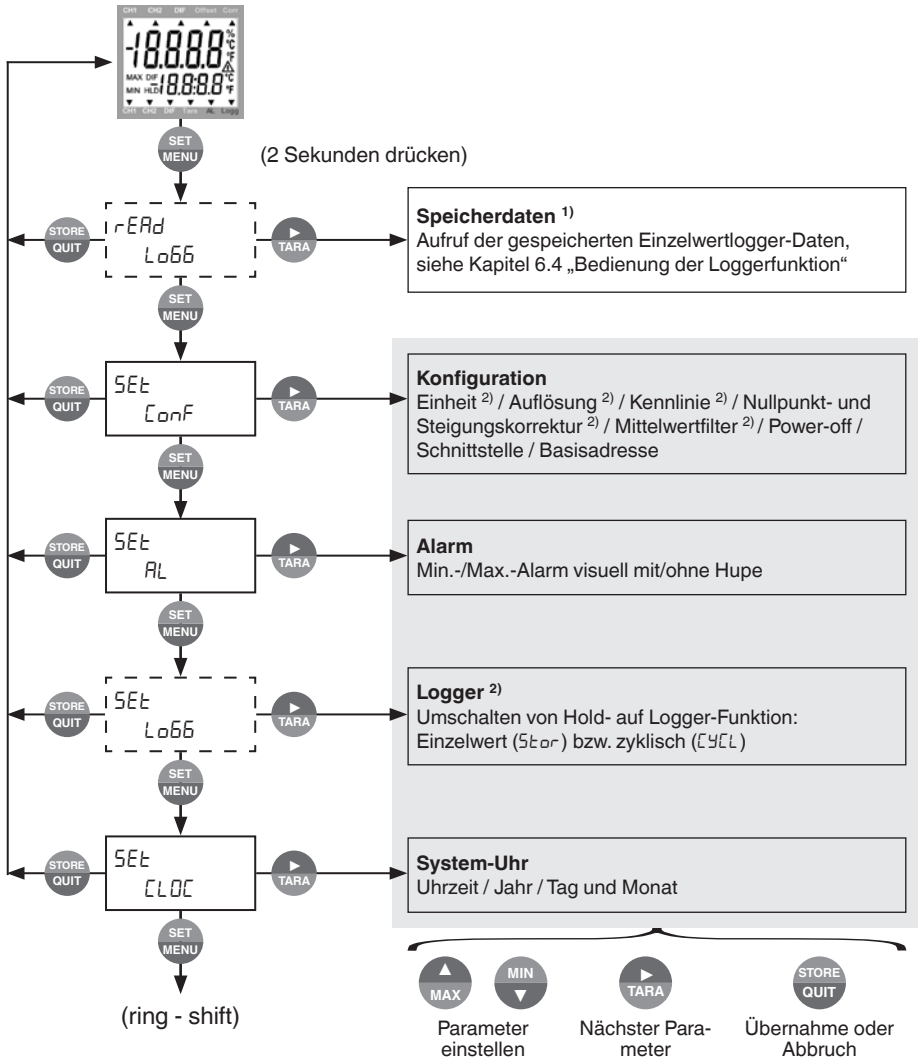 CH1 CH2 DIF Offset Corr
-18.8.8.8 % °C °F
MAX DIF
MIN HLD -18.8:8.8 °C °F
CH1 CH2 DIF Tara AL Logg
SET
MENU
(2 Sekunden drücken)
STORE
QUIT
rEAd
LoGG
►
TARA
Speicherdaten 1)
Aufruf der gespeicherten Einzelwertlogger-Daten,
siehe Kapitel 6.4 „Bedienung der Loggerfunktion“
SET
MENU
STORE
QUIT
SEt
ConF
►
TARA
Konfiguration
Einheit 2) / Auflösung 2) / Kennlinie 2) / Nullpunkt- und
Steigungskorrektur 2) / Mittelwertfilter 2) / Power-off /
Schnittstelle / Basisadresse
SET
MENU
STORE
QUIT
SEt
AL
►
TARA
Alarm
Min.-/Max.-Alarm visuell mit/ohne Hupe
SET
MENU
STORE
QUIT
SEt
LoGG
►
TARA
Logger 2)
Umschalten von Hold- auf Logger-Funktion:
Einzelwert (Stor) bzw. zyklisch (CYCL)
SET
MENU
STORE
QUIT
SEt
CLOC
►
TARA
System-Uhr
Uhrzeit / Jahr / Tag und Monat
SET
MENU
(ring - shift)
▲
MAX
MIN
▼
Parameter
einstellen
►
TARA
Nächster Para-
meter
STORE
QUIT
Übernahme oder
Abbruch